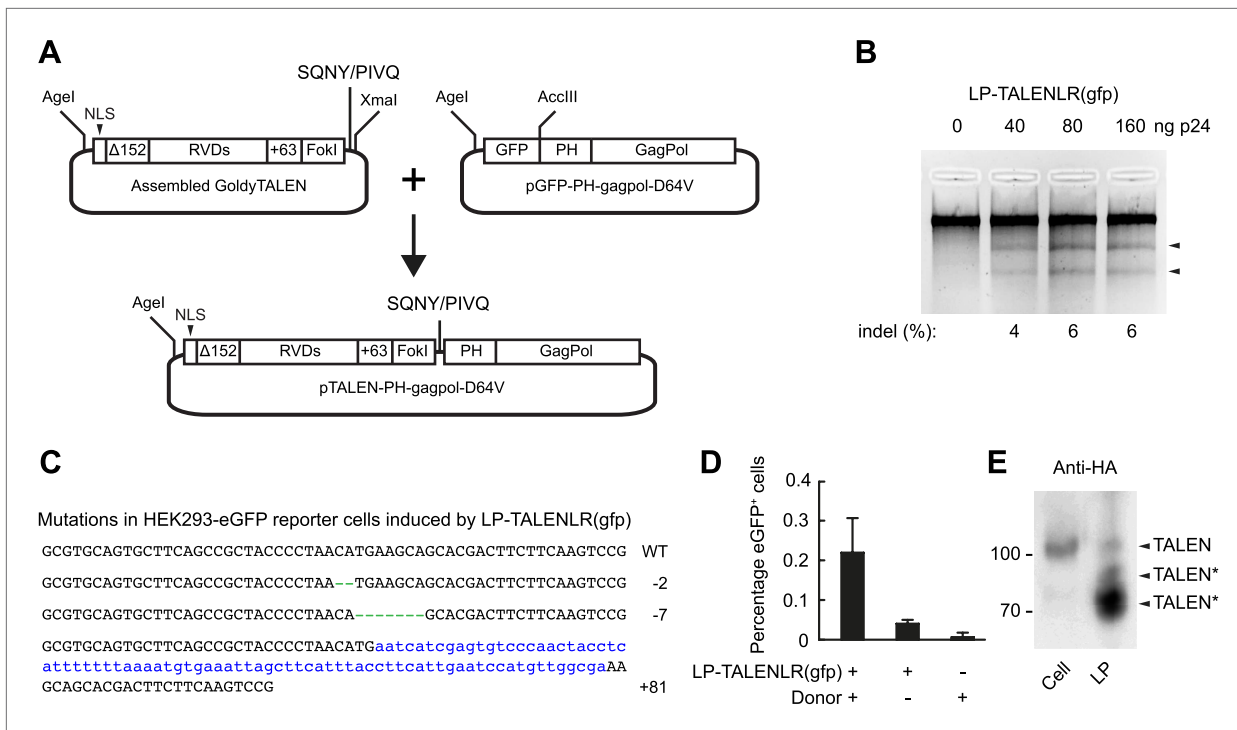 A
SQNY/PIVQ
AgeI
NLS
XmaI
Δ152 RVDs +63 FokI
Assembled GoldyTALEN
+
AgeI
AccIII
GFP PH GagPol
pGFP-PH-gagpol-D64V
AgeI
NLS
SQNY/PIVQ
Δ152 RVDs +63 FokI PH GagPol
pTALEN-PH-gagpol-D64V
B
LP-TALENLR(gfp)
0 40 80 160 ng p24
indel (%): 4 6 6
C
Mutations in HEK293-eGFP reporter cells induced by LP-TALENLR(gfp)
GCGTGCAGTGCTTCAGCCGCTACCCCTAACATGAAGCAGCACGACTTCTTCAAGTCCG WT
GCGTGCAGTGCTTCAGCCGCTACCCCTAA--TGAAGCAGCACGACTTCTTCAAGTCCG -2
GCGTGCAGTGCTTCAGCCGCTACCCCTAACA-------GCACGACTTCTTCAAGTCCG -7
GCGTGCAGTGCTTCAGCCGCTACCCCTAACATGaatcatcgagtgtcccaactacctc
atttttttaaaatgtgaaattagcttcatttaccttcattgaatccatgttggcgaAA
GCAGCACGACTTCTTCAAGTCCG +81
D
Percentage eGFP+ cells
0.4
0.3
0.2
0.1
0
LP-TALENLR(gfp) + + -
Donor + - +
E
Anti-HA
100
70
TALEN
TALEN*
TALEN*
Cell
LP